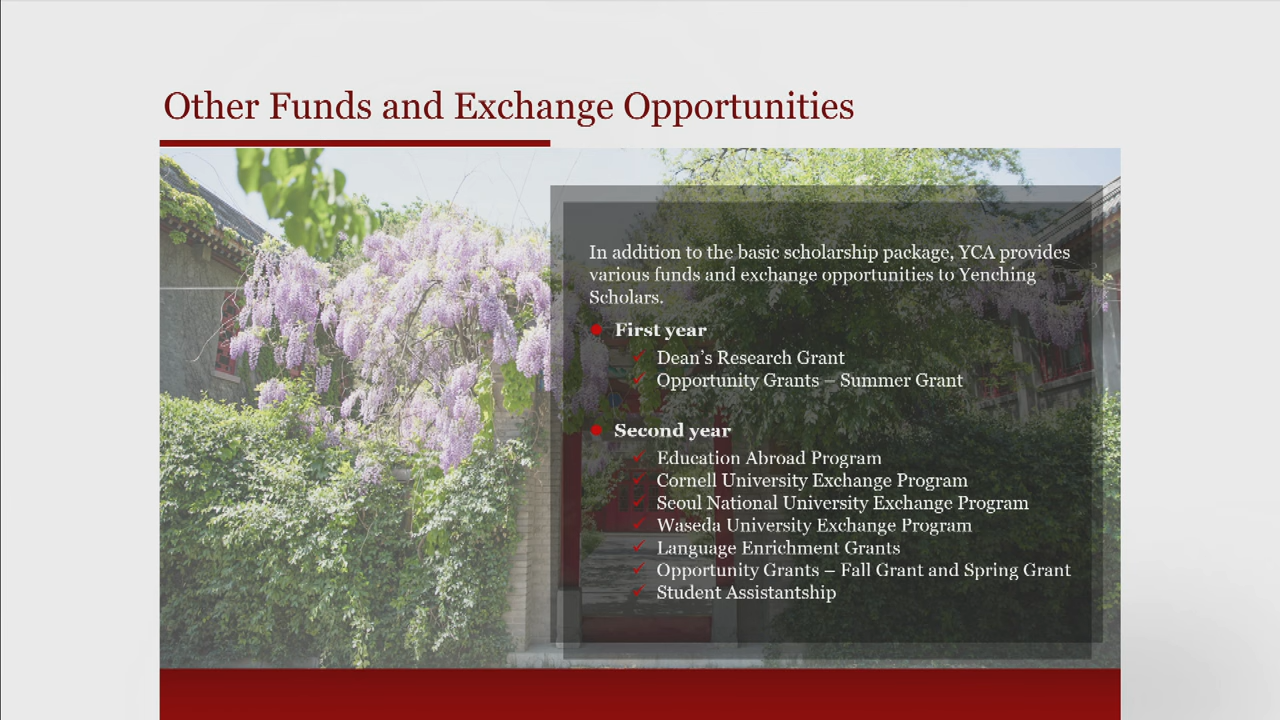 Other Funds and Exchange Opportunities
In addition to the basic scholarship package, YCA provides
various funds and exchange opportunities to Yenching
Scholars.
First year
Dean's Research Grant
Opportunity Grants – Summer Grant
Second year
Education Abroad Program
Cornell University Exchange Program
Seoul National University Exchange Program
Waseda University Exchange Program
Language Enrichment Grants
Opportunity Grants – Fall Grant and Spring Grant
Student Assistantship